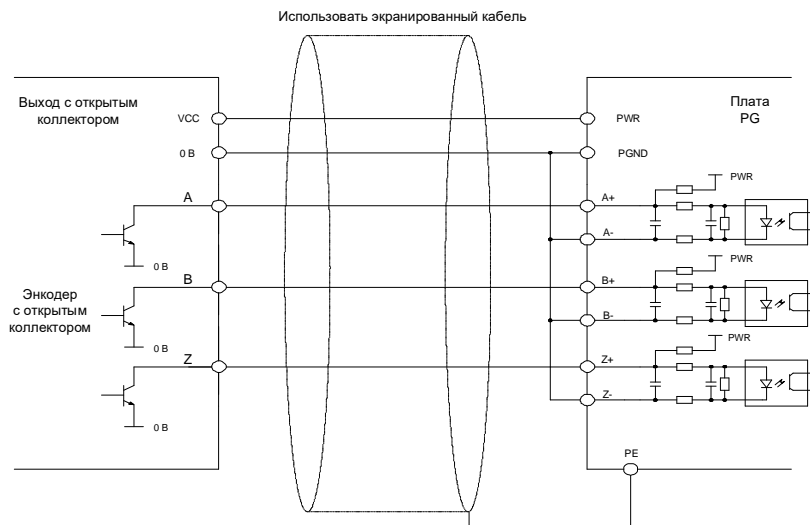 Использовать экранированный кабель
Выход с открытым
коллектором
VCC
PWR
Плата
PG
0 В
PGND
PWR
A
A+
0 В
A-
PWR
B
B+
Энкодер
с открытым
коллектором
0 В
B-
PWR
Z
Z+
0 В
Z-
PE